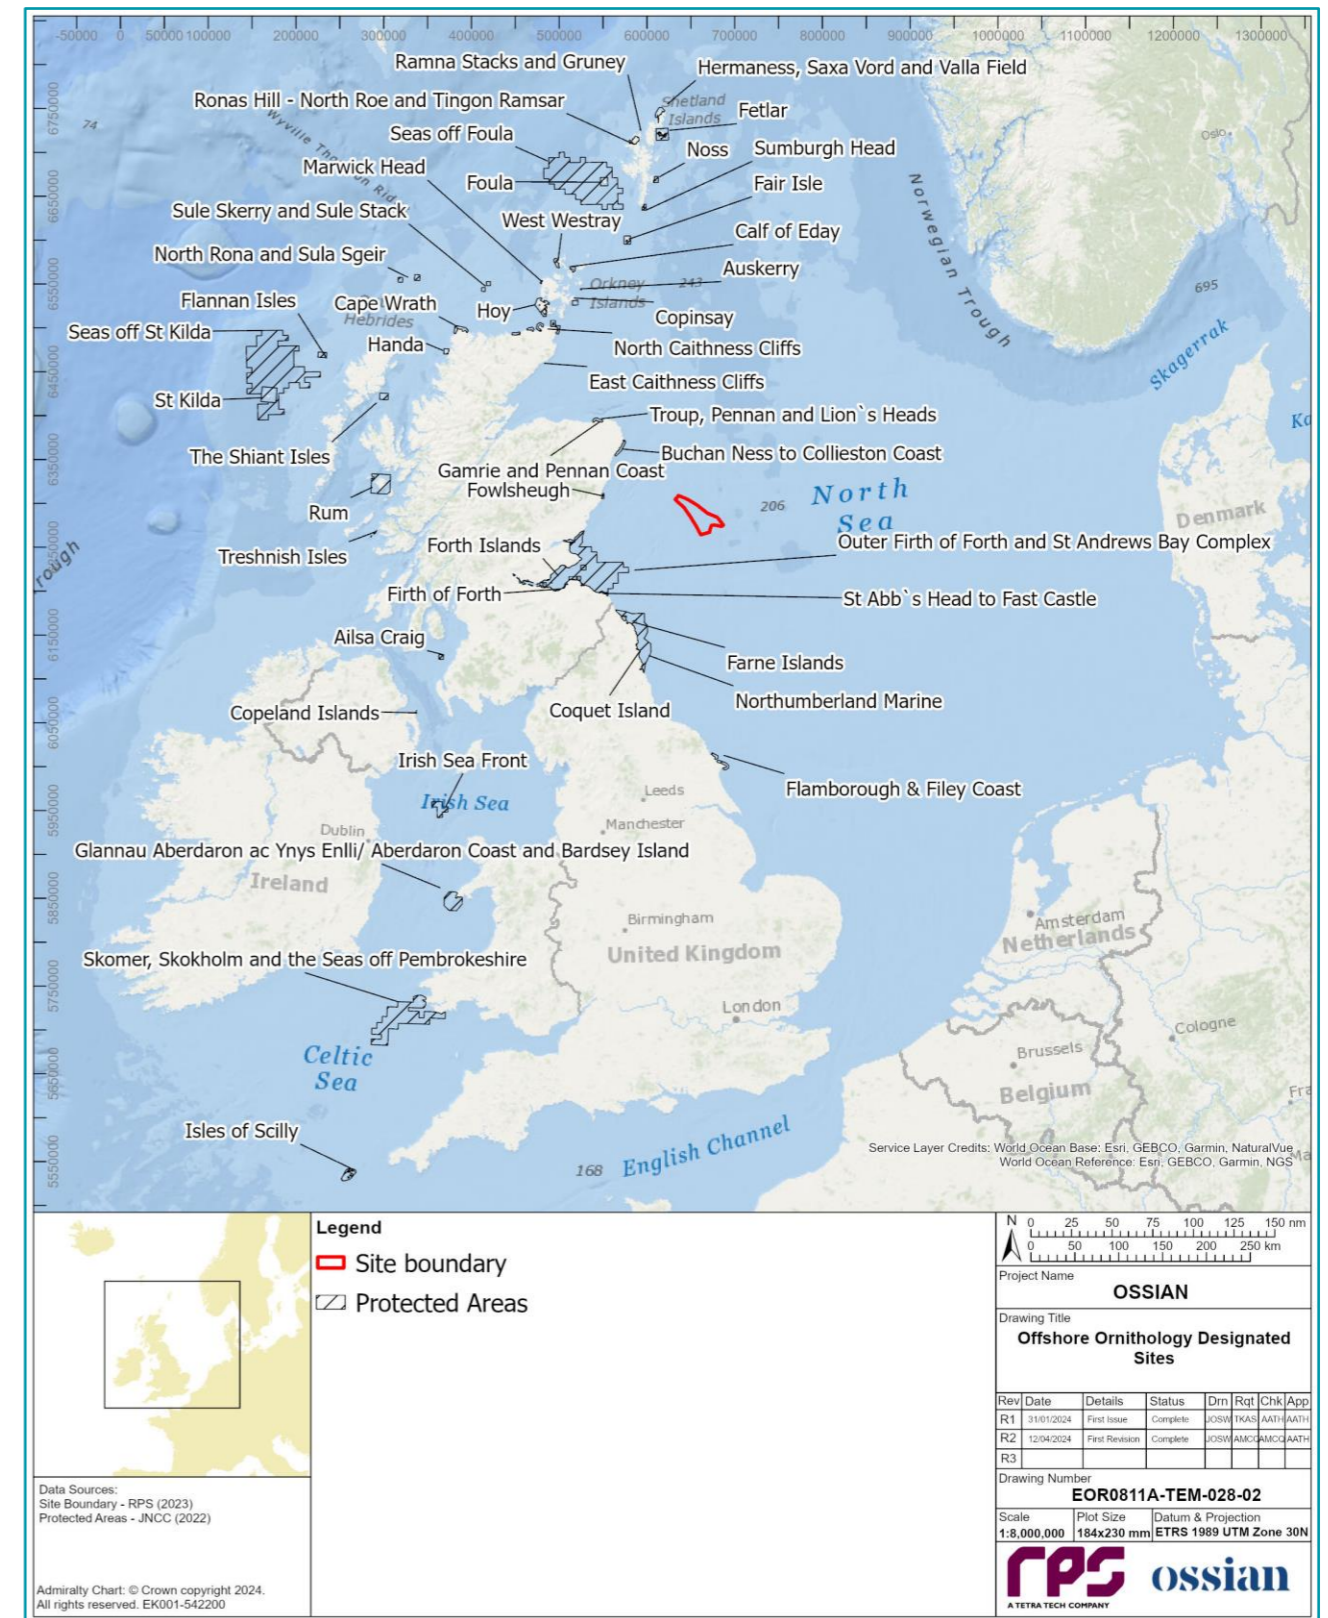 -50000 0 50000 100000 200000 300000 400000 500000 600000 700000 800000 900000 1000000 1100000 1200000 1300000
Ramna Stacks and Gruney
Hermaness, Saxa Vord and Valla Field
Ronas Hill - North Roe and Tingon Ramsar
Shetland
Islands
Fetlar
6750000
74
Oslo
Seas off Foula
Wyville Thomson Rid
Noss
Sumburgh Head
Marwick Head
Foula
Fair Isle
6650000
Sule Skerry and Sule Stack
West Westray
Calf of Eday
Norwegian Trough
North Rona and Sula Sgeir
Auskerry
6550000
Orkney
Islands
243
695
Flannan Isles
Cape Wrath
Hebrides
Hoy
Copinsay
Seas off St Kilda
Handa
North Caithness Cliffs
Skagerrak
6450000
East Caithness Cliffs
St Kilda
Troup, Pennan and Lion`s Heads
Ka
The Shiant Isles
Buchan Ness to Collieston Coast
6350000
Gamrie and Pennan Coast
Fowlsheugh
North
Sea
206
Rum
Denmark
Treshnish Isles
Forth Islands
Outer Firth of Forth and St Andrews Bay Complex
rough
Firth of Forth
St Abb`s Head to Fast Castle
6150000
Ailsa Craig
Farne Islands
Northumberland Marine
Copeland Islands
Coquet Island
6050000
Irish Sea Front
Irish Sea
Flamborough & Filey Coast
5950000
Leeds
Manchester
Dublin
Glannau Aberdaron ac Ynys Enlli/ Aberdaron Coast and Bardsey Island
Ireland
5850000
Birmingham
Amsterdam
Netherlands
United Kingdom
Skomer, Skokholm and the Seas off Pembrokeshire
5750000
London
Cologne
Celtic
Sea
Brussels
Belgium
5650000
Fra
Isles of Scilly
English Channel
168
5550000
Service Layer Credits: World Ocean Base: Esri, GEBCO, Garmin, NaturalVue
World Ocean Reference: Esri, GEBCO, Garmin, NGS
Ma
Legend
Site boundary
Protected Areas
N
0 25 50 75 100 125 150 nm
0 50 100 150 200 250 km
Project Name
OSSIAN
Drawing Title
Offshore Ornithology Designated
Sites
Rev Date Details Status Drn Rqt Chk App
R1 31/01/2024 First Issue Complete JOSW TKAS AATH AATH
R2 12/04/2024 First Revision Complete JOSW AMCC AMCC AATH
R3
Drawing Number
EOR0811A-TEM-028-02
Scale Plot Size Datum & Projection
1:8,000,000 184x230 mm ETRS 1989 UTM Zone 30N
Data Sources:
Site Boundary - RPS (2023)
Protected Areas - JNCC (2022)
Admiralty Chart: © Crown copyright 2024.
All rights reserved. EK001-542200
rps
A TETRA TECH COMPANY
ossian